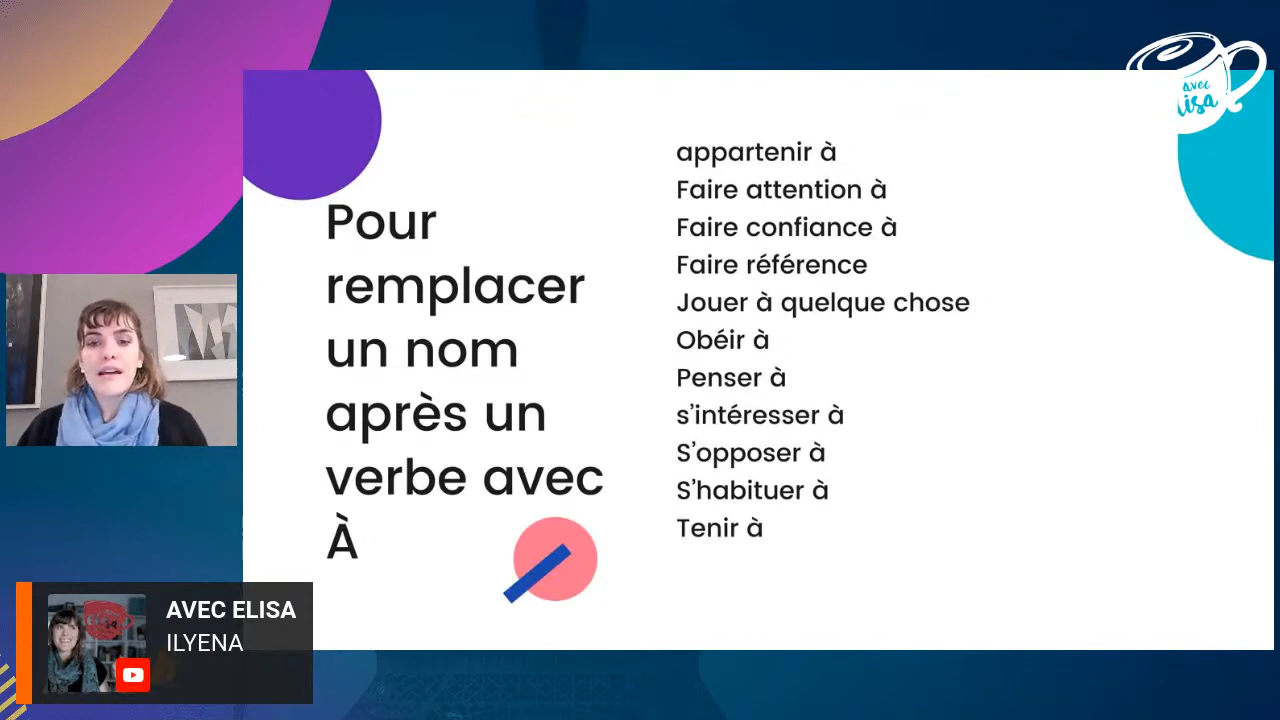 avec
elisa
Pour
remplacer
un nom
après un
verbe avec
À
appartenir à
Faire attention à
Faire confiance à
Faire référence
Jouer à quelque chose
Obéir à
Penser à
s'intéresser à
S'opposer à
S'habituer à
Tenir à
AVEC ELISA
ILYENA